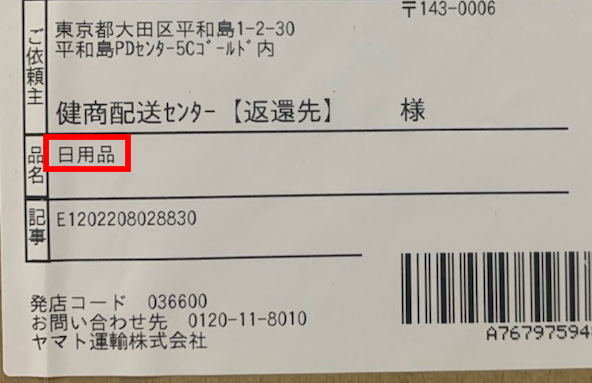 〒143-0006
ご依頼主
東京都大田区平和島1-2-30
平和島PDセンター5Cゴールド内
健商配送センター【返還先】 様
品名
日用品
記事
E1202208028830
発店コード 036600
お問い合わせ先 0120-11-8010
ヤマト運輸株式会社